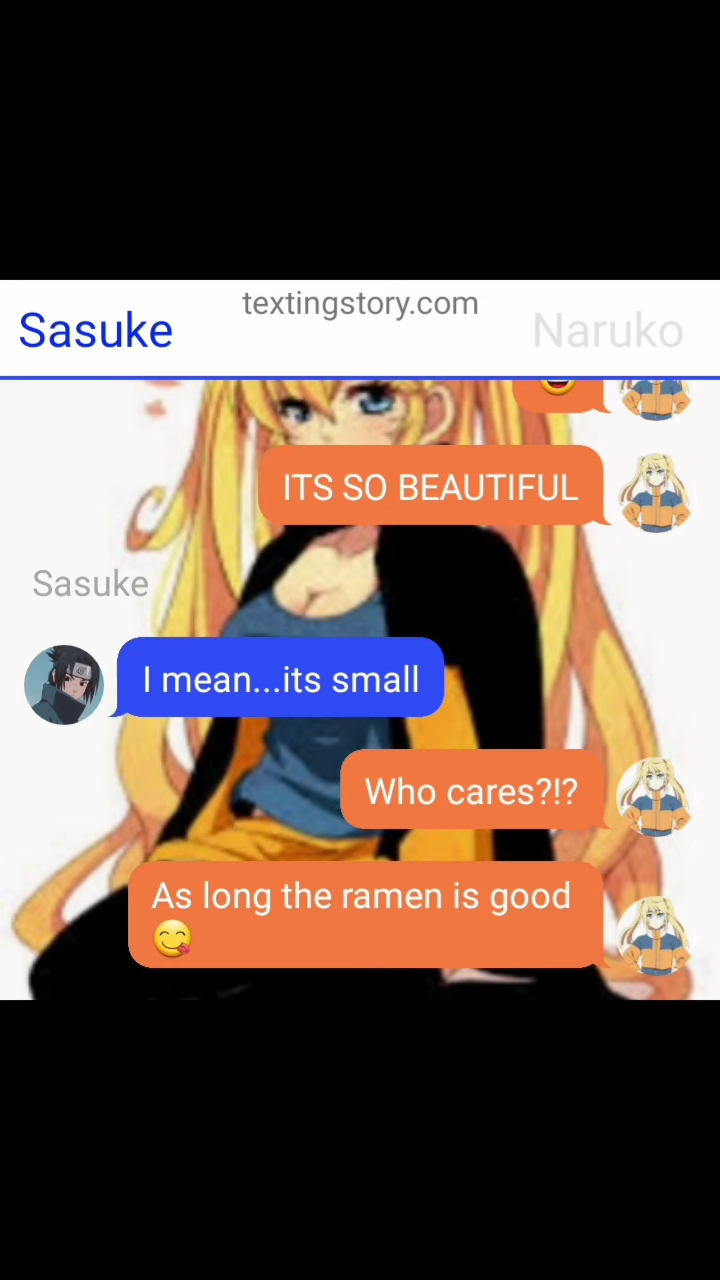 textingstory.com
Sasuke
Naruko
ITS SO BEAUTIFUL
Sasuke
I mean...its small
Who cares?!?
As long the ramen is good
😋